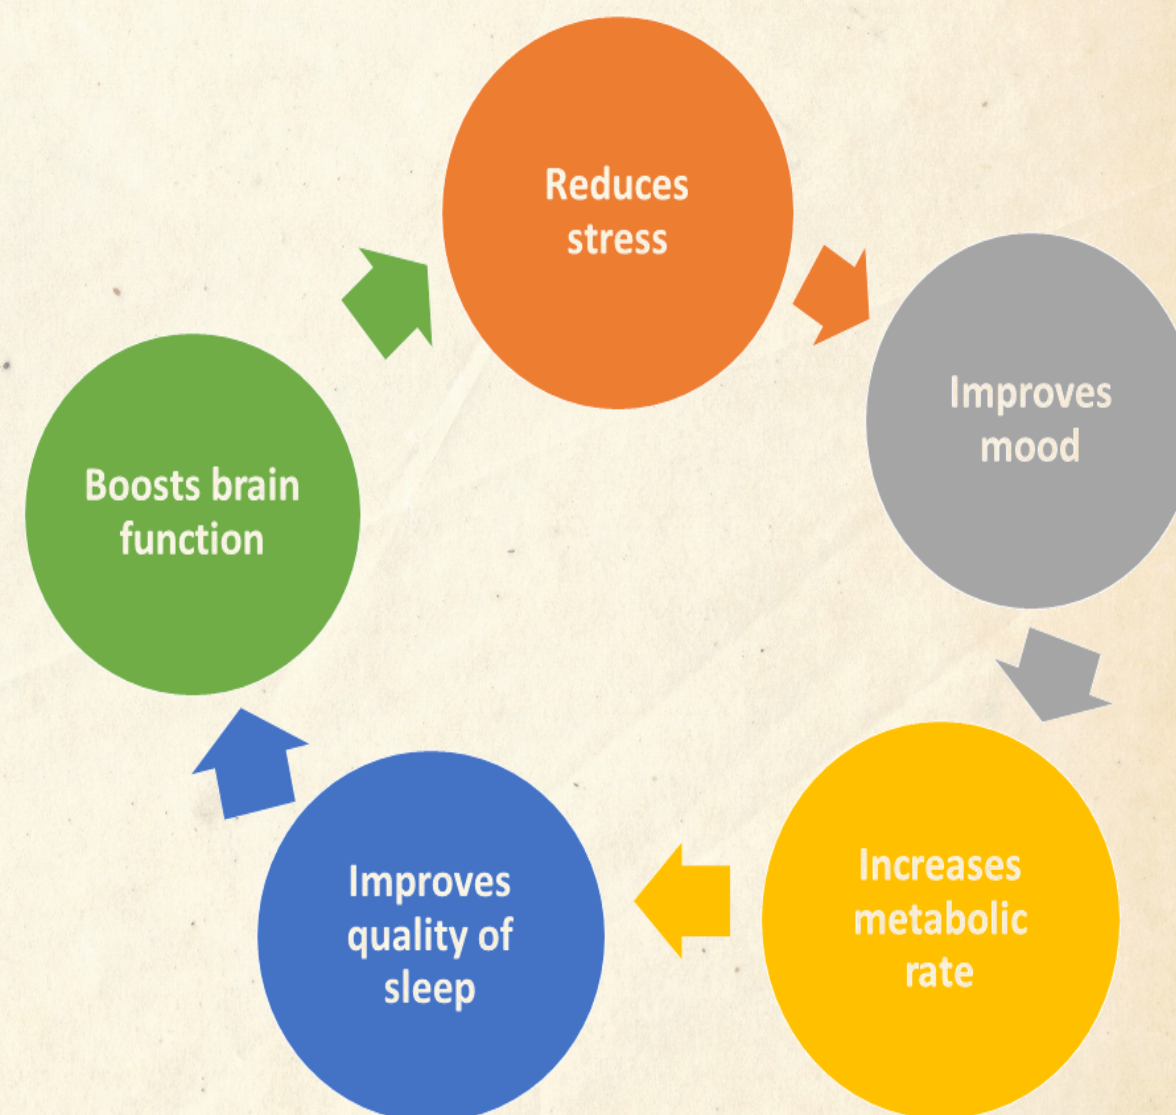 Reduces
stress
Improves
mood
Increases
metabolic
rate
Improves
quality of
sleep
Boosts brain
function